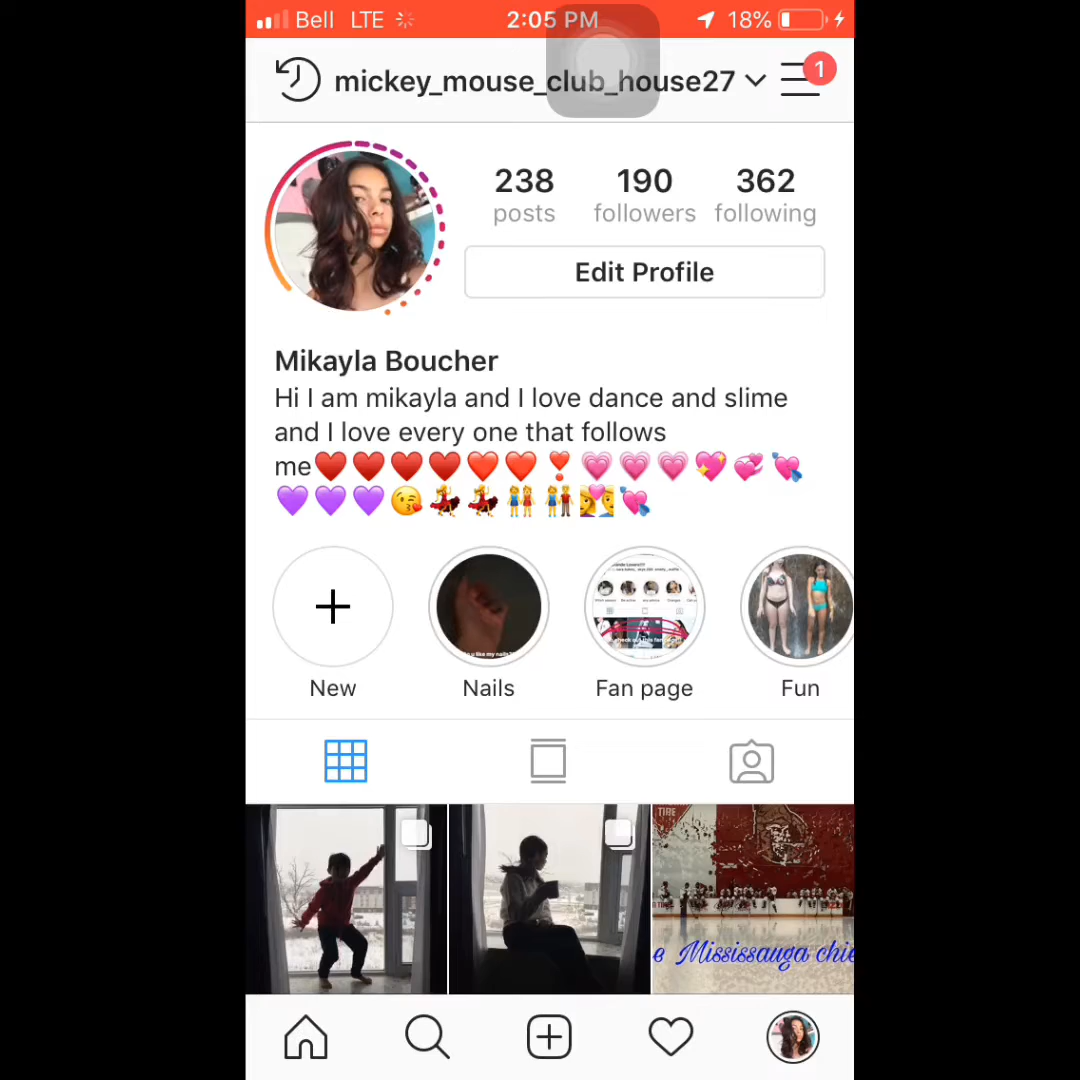 Bell LTE 2:05 PM 18%
mickey_mouse_club_house27 1
238 190 362
posts followers following
Edit Profile
Mikayla Boucher
Hi I am mikayla and I love dance and slime
and I love every one that follows
me❤️❤️❤️❤️❤️❤️❣️💗💗💗💖💞💘
💜💜💜😘💃💃👭👫💑💘
New Nails Fan page Fun
TIRE
Mississauga